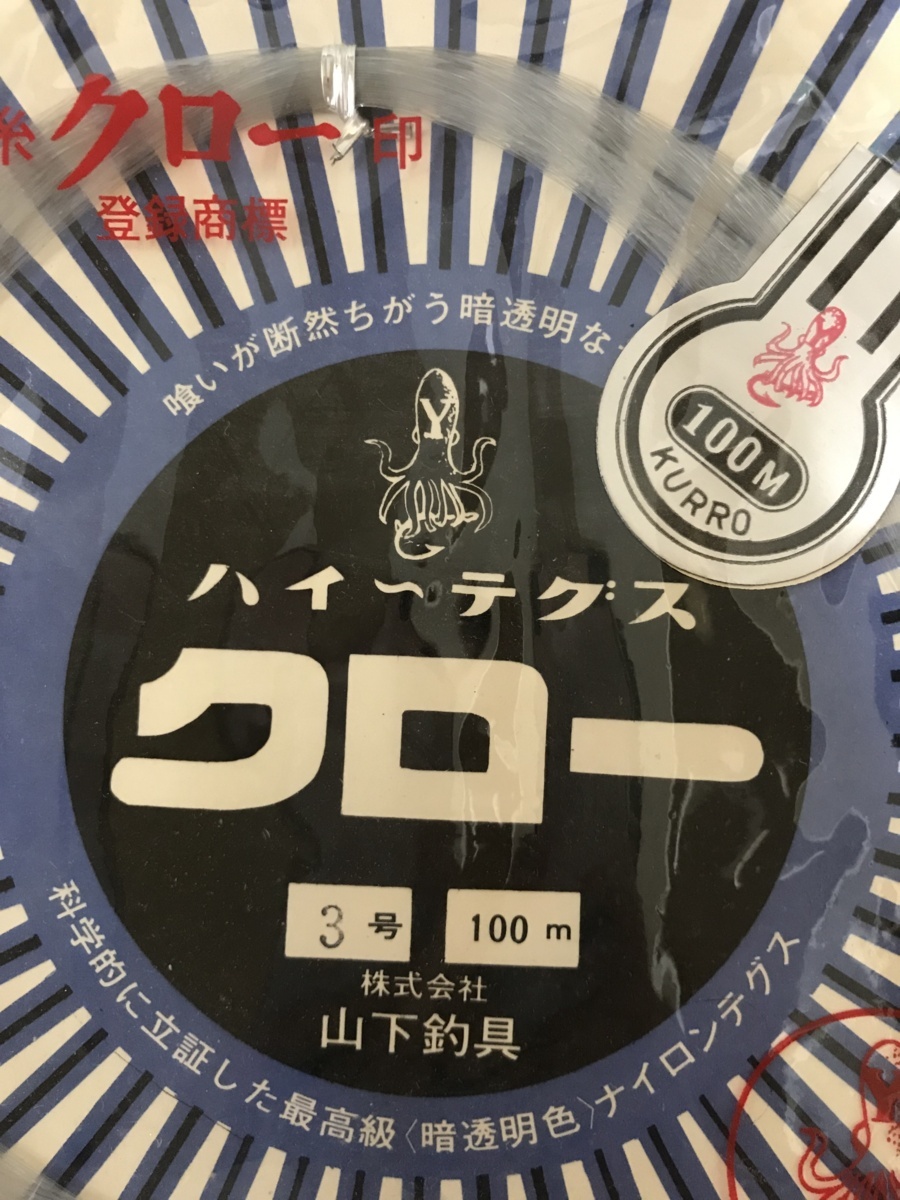 クロー印
登録商標
喰いが断然ちがう暗透明な
100M
KURRO
Y
ハイーテグス
クロー
3号 100m
株式会社
山下釣具
科学的に立証した最高級〈暗透明色〉ナイロンテグス